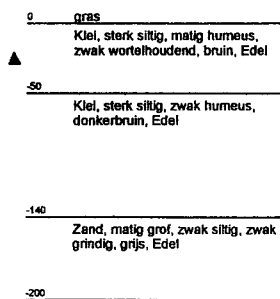 0 gras
Klei, sterk siltig, matig humeus,
zwak wortelhoudend, bruin, Edel
-50
Klei, sterk siltig, zwak humeus,
donkerbruin, Edel
-140
Zand, matig grof, zwak siltig, zwak
grindig, grijs, Edel
-200